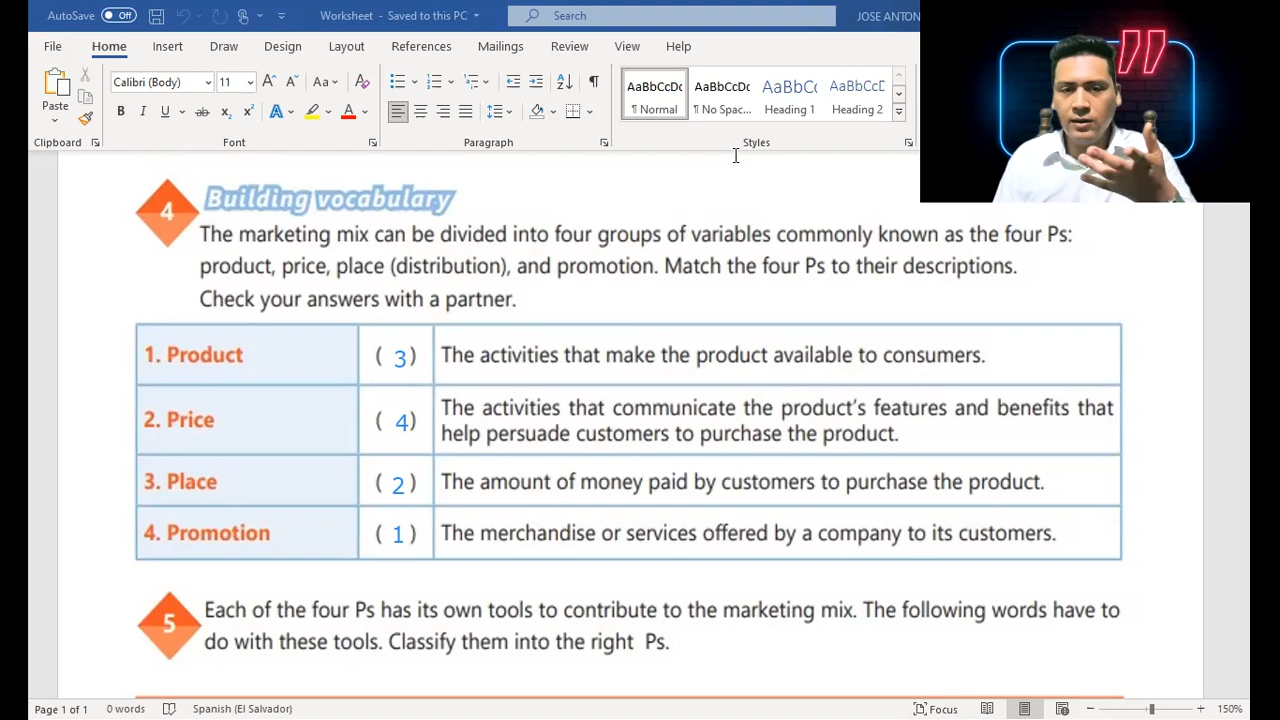 AutoSave Off Worksheet - Saved to this PC Search JOSE ANTON
File Home Insert Draw Design Layout References Mailings Review View Help
Paste Calibri (Body) 11 Aa AaBbCcDc AaBbCcDc AaBbCc AaBbCcD
B I U ab x₂ x² A A ¶ Normal ¶ No Spac... Heading 1 Heading 2
Clipboard Font Paragraph Styles
4 Building vocabulary
The marketing mix can be divided into four groups of variables commonly known as the four Ps:
product, price, place (distribution), and promotion. Match the four Ps to their descriptions.
Check your answers with a partner.
1. Product ( 3 ) The activities that make the product available to consumers.
2. Price ( 4 ) The activities that communicate the product's features and benefits that
help persuade customers to purchase the product.
3. Place ( 2 ) The amount of money paid by customers to purchase the product.
4. Promotion ( 1 ) The merchandise or services offered by a company to its customers.
5 Each of the four Ps has its own tools to contribute to the marketing mix. The following words have to
do with these tools. Classify them into the right Ps.
Page 1 of 1 0 words Spanish (El Salvador) Focus 150%